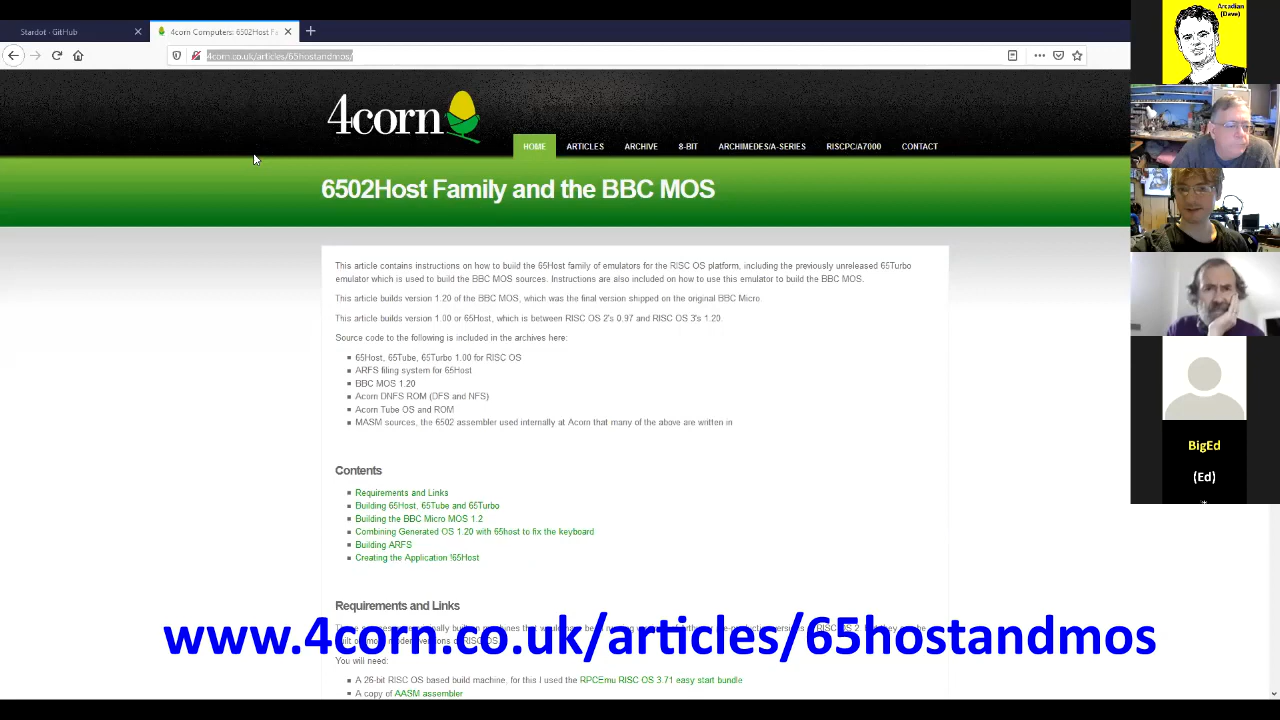 Stardot - GitHub
4corn Computers: 6502Host Fa
4corn.co.uk/articles/65hostandmos/
4corn
HOME ARTICLES ARCHIVE 8-BIT ARCHIMEDES/A-SERIES RISCPC/A7000 CONTACT
6502Host Family and the BBC MOS
This article contains instructions on how to build the 65Host family of emulators for the RISC OS platform, including the previously unreleased 65Turbo
emulator which is used to build the BBC MOS sources. Instructions are also included on how to use this emulator to build the BBC MOS.
This article builds version 1.20 of the BBC MOS, which was the final version shipped on the original BBC Micro.
This article builds version 1.00 or 65Host, which is between RISC OS 2's 0.97 and RISC OS 3's 1.20.
Source code to the following is included in the archives here:
65Host, 65Tube, 65Turbo 1.00 for RISC OS
ARFS filing system for 65Host
BBC MOS 1.20
Acorn DNFS ROM (DFS and NFS)
Acorn Tube OS and ROM
MASM sources, the 6502 assembler used internally at Acorn that many of the above are written in
Contents
Requirements and Links
Building 65Host, 65Tube and 65Turbo
Building the BBC Micro MOS 1.2
Combining Generated OS 1.20 with 65host to fix the keyboard
Building ARFS
Creating the Application !65Host
Requirements and Links
www.4corn.co.uk/articles/65hostandmos
You will need:
A 26-bit RISC OS based build machine, for this I used the RPCEmu RISC OS 3.71 easy start bundle
A copy of AASM assembler
Arcadian
(Dave)
BigEd
(Ed)